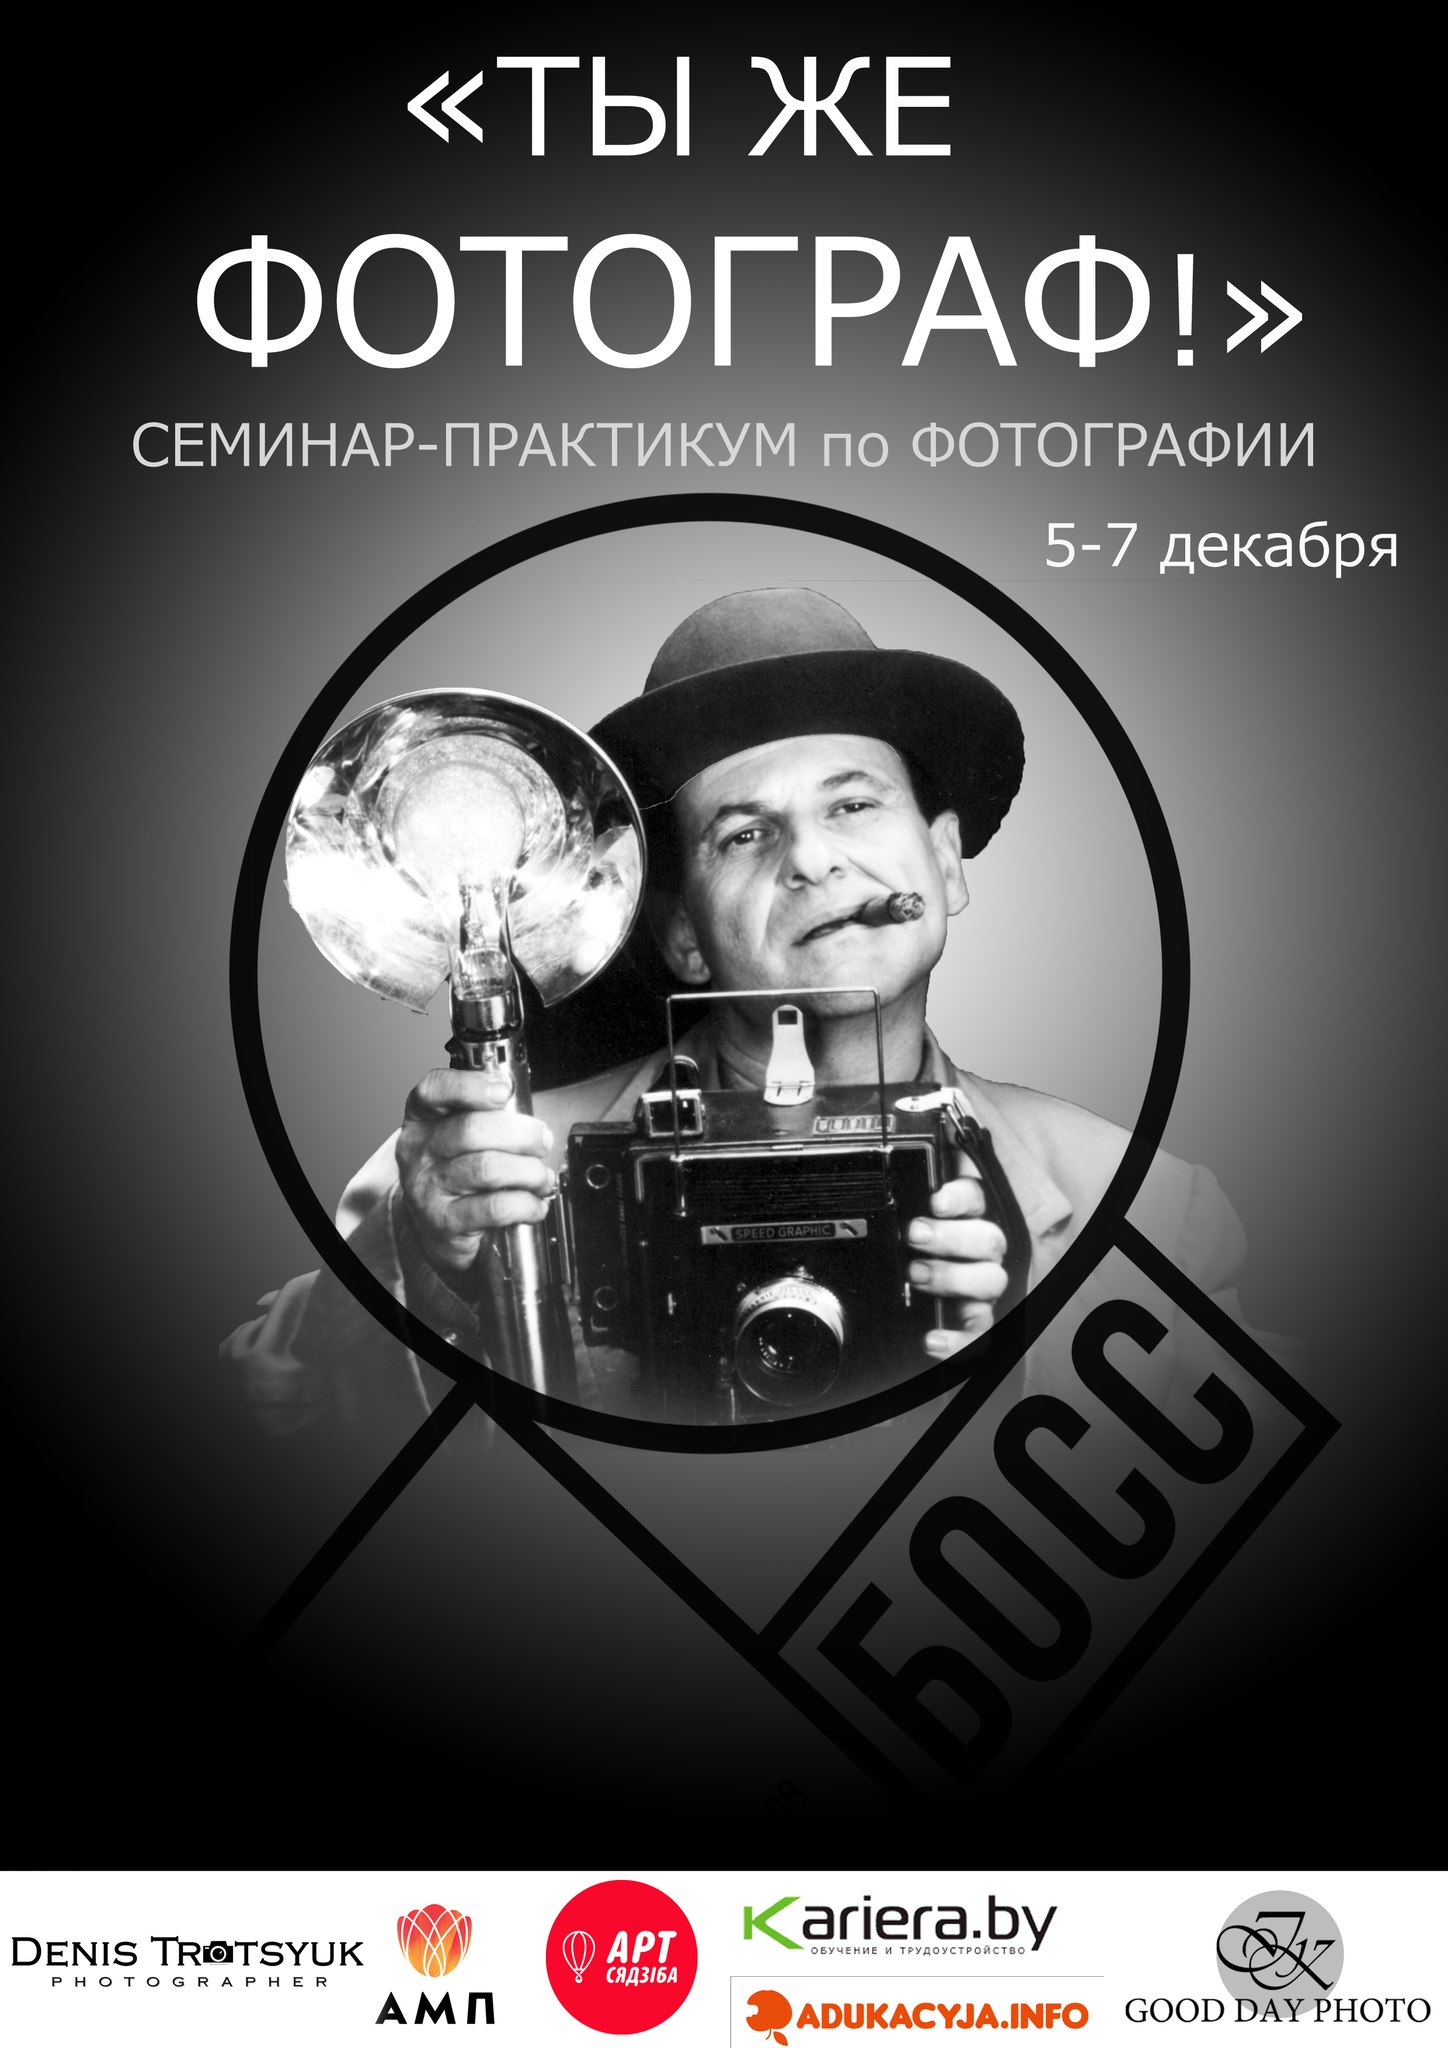 «ТЫ ЖЕ
ФОТОГРАФ!»
СЕМИНАР-ПРАКТИКУМ по ФОТОГРАФИИ
5-7 декабря
SPEED GRAPHIC
БОСС
DENIS TROTSYUK
PHOTOGRAPHER
АМП
АРТ
СЯДЗІБА
Kariera.by
ОБУЧЕНИЕ И ТРУДОУСТРОЙСТВО
ADUKACYJA.INFO
GOOD DAY PHOTO